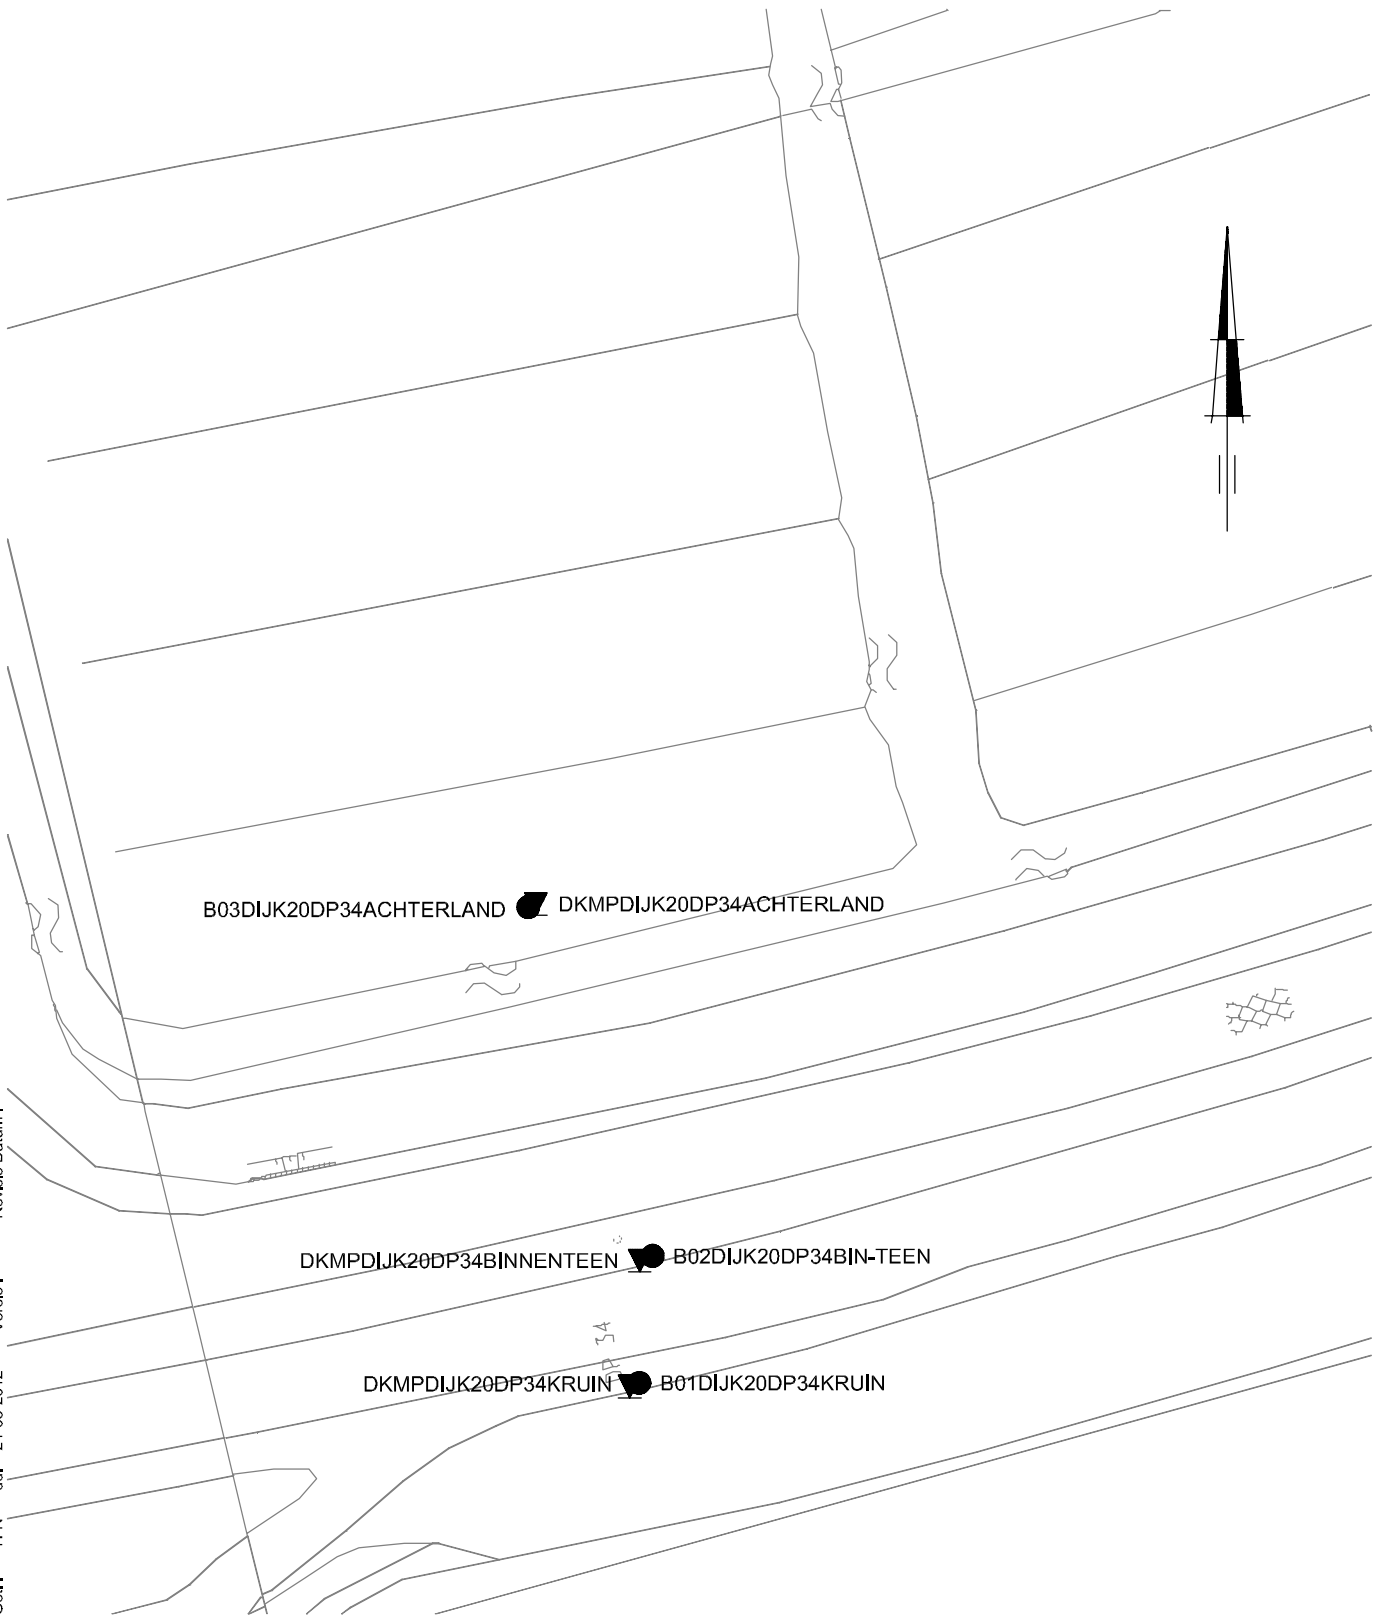 B03DIJK20DP34ACHTERLAND
DKMPDIJK20DP34ACHTERLAND
DKMPDIJK20DP34BINNENTEEN
B02DIJK20DP34BIN-TEEN
DP 34
DKMPDIJK20DP34KRUIN
B01DIJK20DP34KRUIN